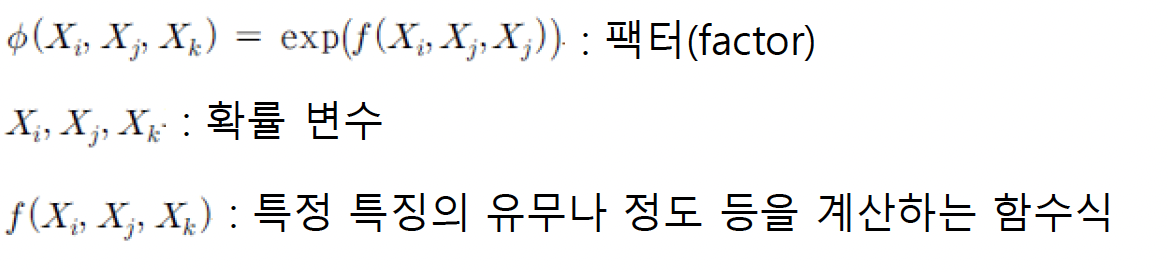 ϕ(X_i, X_j, X_k) = exp(f(X_i, X_j, X_j)) : 팩터(factor)
X_i, X_j, X_k : 확률 변수
f(X_i, X_j, X_k) : 특정 특징의 유무나 정도 등을 계산하는 함수식